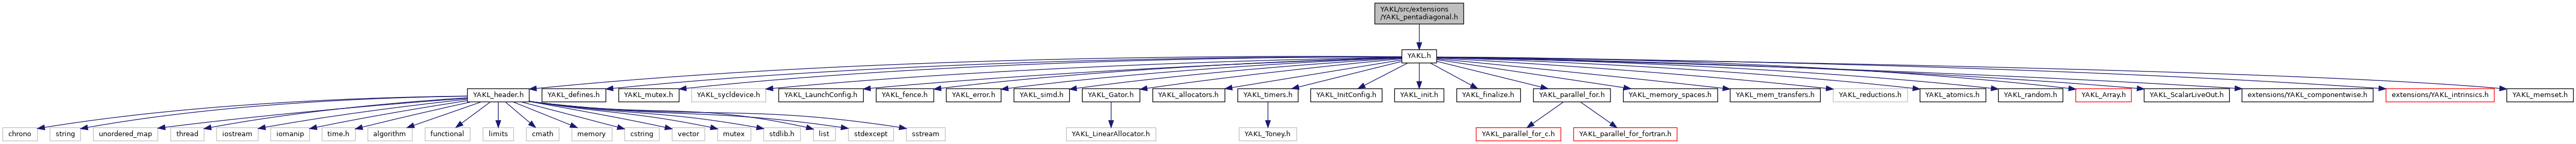 YAKL/src/extensions
/YAKL_pentadiagonal.h
YAKL.h
YAKL_header.h
YAKL_defines.h
YAKL_mutex.h
YAKL_sycldevice.h
YAKL_LaunchConfig.h
YAKL_fence.h
YAKL_error.h
YAKL_simd.h
YAKL_Gator.h
YAKL_allocators.h
YAKL_timers.h
YAKL_InitConfig.h
YAKL_init.h
YAKL_finalize.h
YAKL_parallel_for.h
YAKL_memory_spaces.h
YAKL_mem_transfers.h
YAKL_reductions.h
YAKL_atomics.h
YAKL_random.h
YAKL_Array.h
YAKL_ScalarLiveOut.h
extensions/YAKL_componentwise.h
extensions/YAKL_intrinsics.h
YAKL_memset.h
chrono
string
unordered_map
thread
iostream
iomanip
time.h
algorithm
functional
limits
cmath
memory
cstring
vector
mutex
stdlib.h
list
stdexcept
sstream
YAKL_LinearAllocator.h
YAKL_Toney.h
YAKL_parallel_for_c.h
YAKL_parallel_for_fortran.h